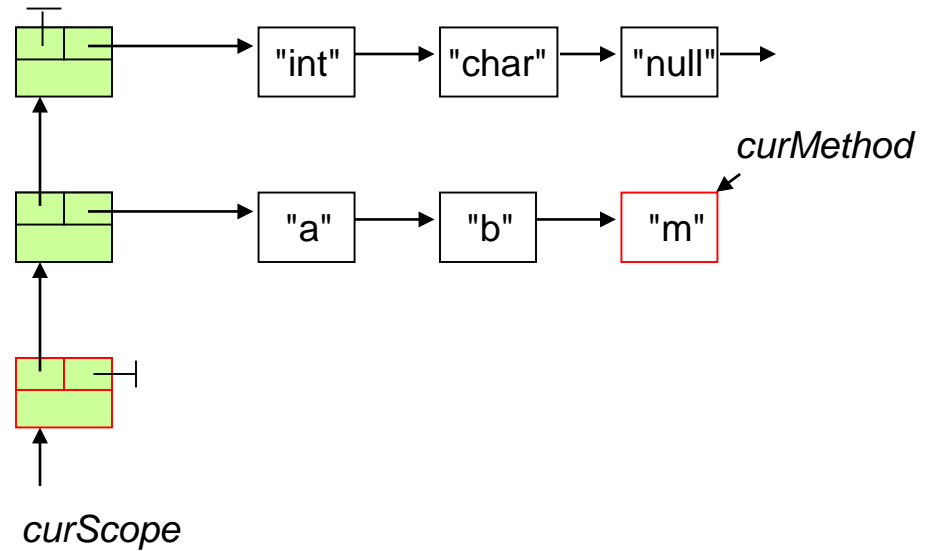 "int" "char" "null"
curMethod
"a" "b" "m"
curScope